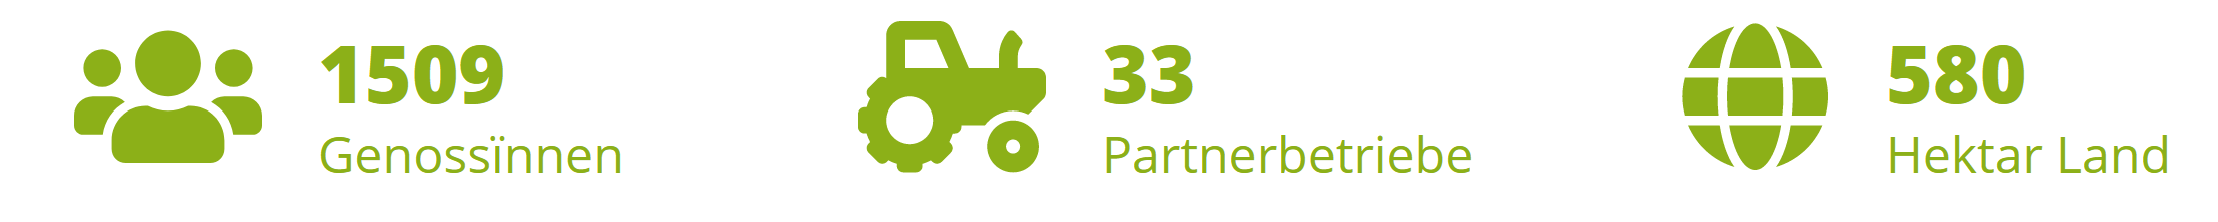 1509
Genossïnnen
33
Partnerbetriebe
580
Hektar Land